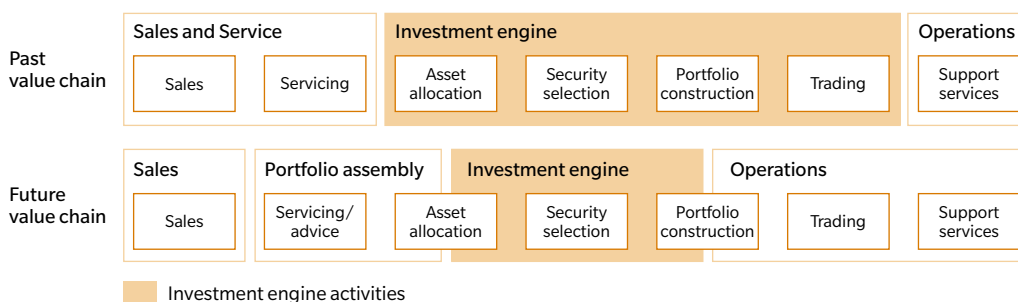 Sales and Service
Investment engine
Operations
Past
value chain
Sales
Servicing
Asset
allocation
Security
selection
Portfolio
construction
Trading
Support
services
Sales
Portfolio assembly
Investment engine
Operations
Future
value chain
Sales
Servicing/
advice
Asset
allocation
Security
selection
Portfolio
construction
Trading
Support
services
Investment engine activities